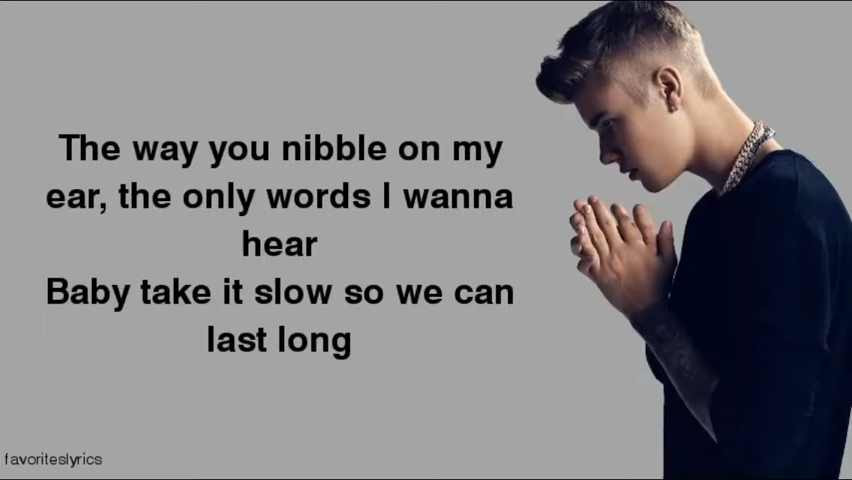 The way you nibble on my
ear, the only words I wanna
hear
Baby take it slow so we can
last long
favoriteslyrics